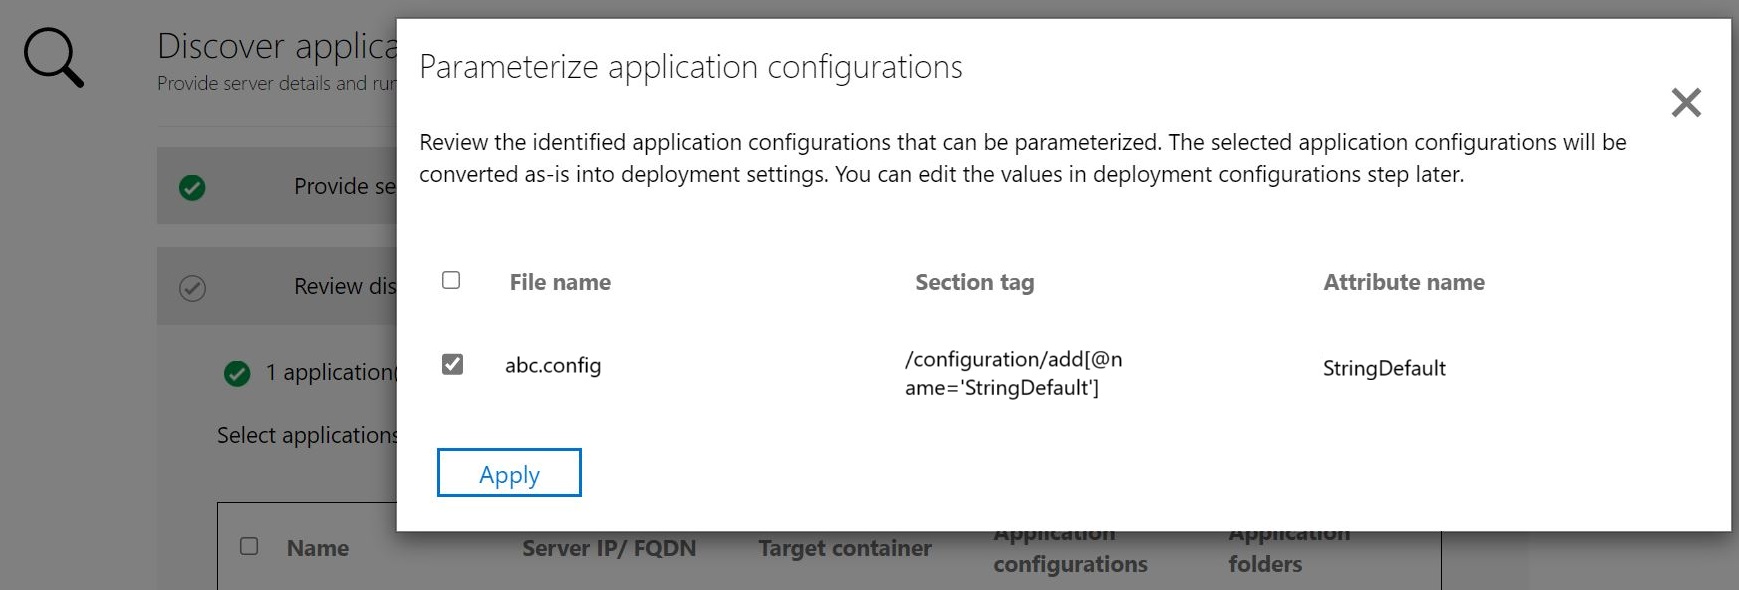 Discover applica
Provide server details and run
Parameterize application configurations
Review the identified application configurations that can be parameterized. The selected application configurations will be
converted as-is into deployment settings. You can edit the values in deployment configurations step later.
Provide se
Review dis
File name Section tag Attribute name
abc.config /configuration/add[@n StringDefault
ame='StringDefault']
1 application(
Select applications
Apply
Name Server IP/ FQDN Target container Application Application
configurations folders